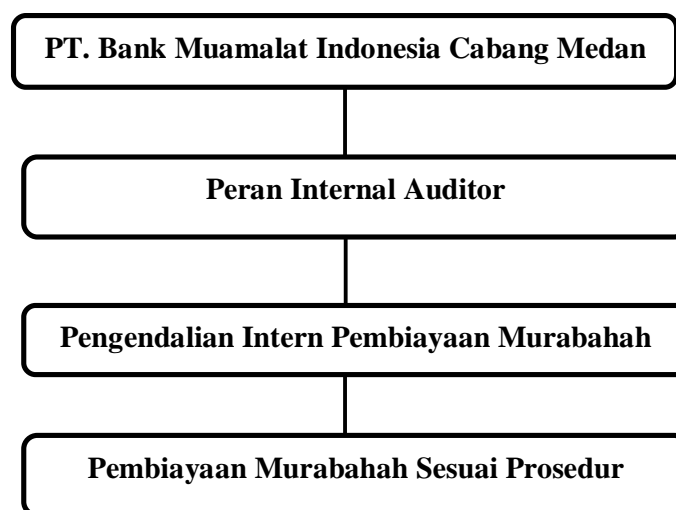 PT. Bank Muamalat Indonesia Cabang Medan
Peran Internal Auditor
Pengendalian Intern Pembiayaan Murabahah
Pembiayaan Murabahah Sesuai Prosedur